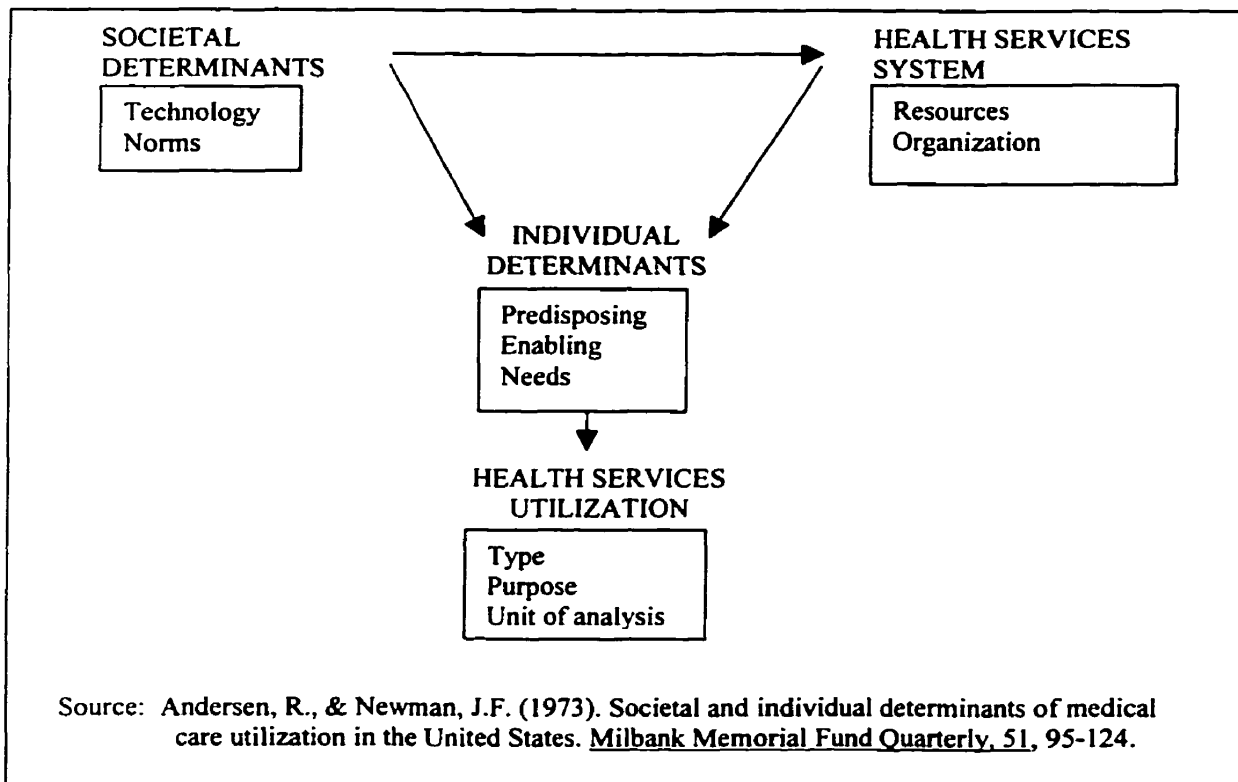 SOCIETAL
DETERMINANTS
Technology
Norms
HEALTH SERVICES
SYSTEM
Resources
Organization
INDIVIDUAL
DETERMINANTS
Predisposing
Enabling
Needs
HEALTH SERVICES
UTILIZATION
Type
Purpose
Unit of analysis
Source: Andersen, R., & Newman, J.F. (1973). Societal and individual determinants of medical
care utilization in the United States. Milbank Memorial Fund Quarterly, 51, 95-124.